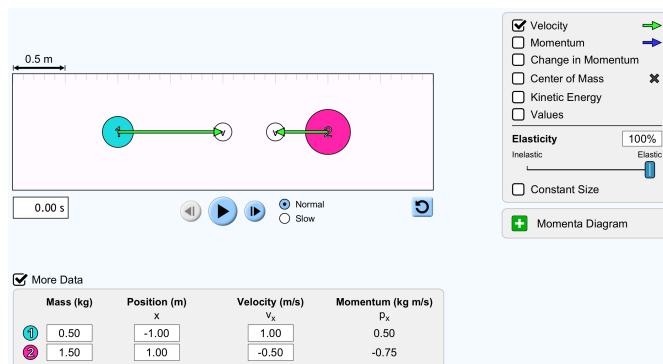 Velocity
Momentum
Change in Momentum
Center of Mass
Kinetic Energy
Values
Elasticity 100%
Inelastic Elastic
Constant Size
Momenta Diagram
0.5 m
1 v v 2
0.00 s
Normal
Slow
More Data
Mass (kg) Position (m) Velocity (m/s) Momentum (kg m/s)
x vx px
1 0.50 -1.00 1.00 0.50
2 1.50 1.00 -0.50 -0.75